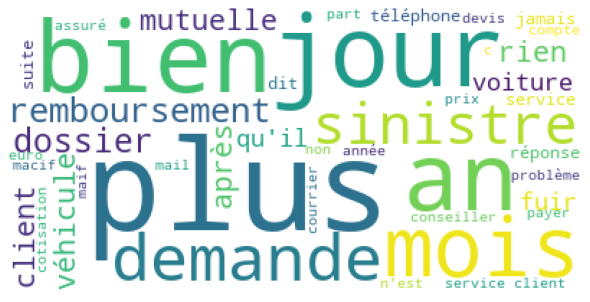 assuré
mutuelle
part
téléphone
devis
jamais
compte
suite
bien
jour
dit
c
rien
voiture
remboursement
prix
service
sinistre
dossier
après
qu'il
non
année
réponse
euro
macif
maif
mail
plus
courrier
an
problème
client
cotisation
véhicule
conseiller
fuir
payer
demande
mois
n'est
service client